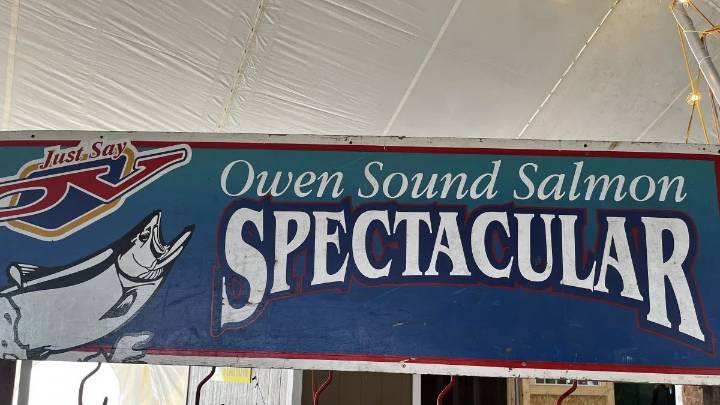 Just Say
Owen Sound Salmon
SPECTACULAR